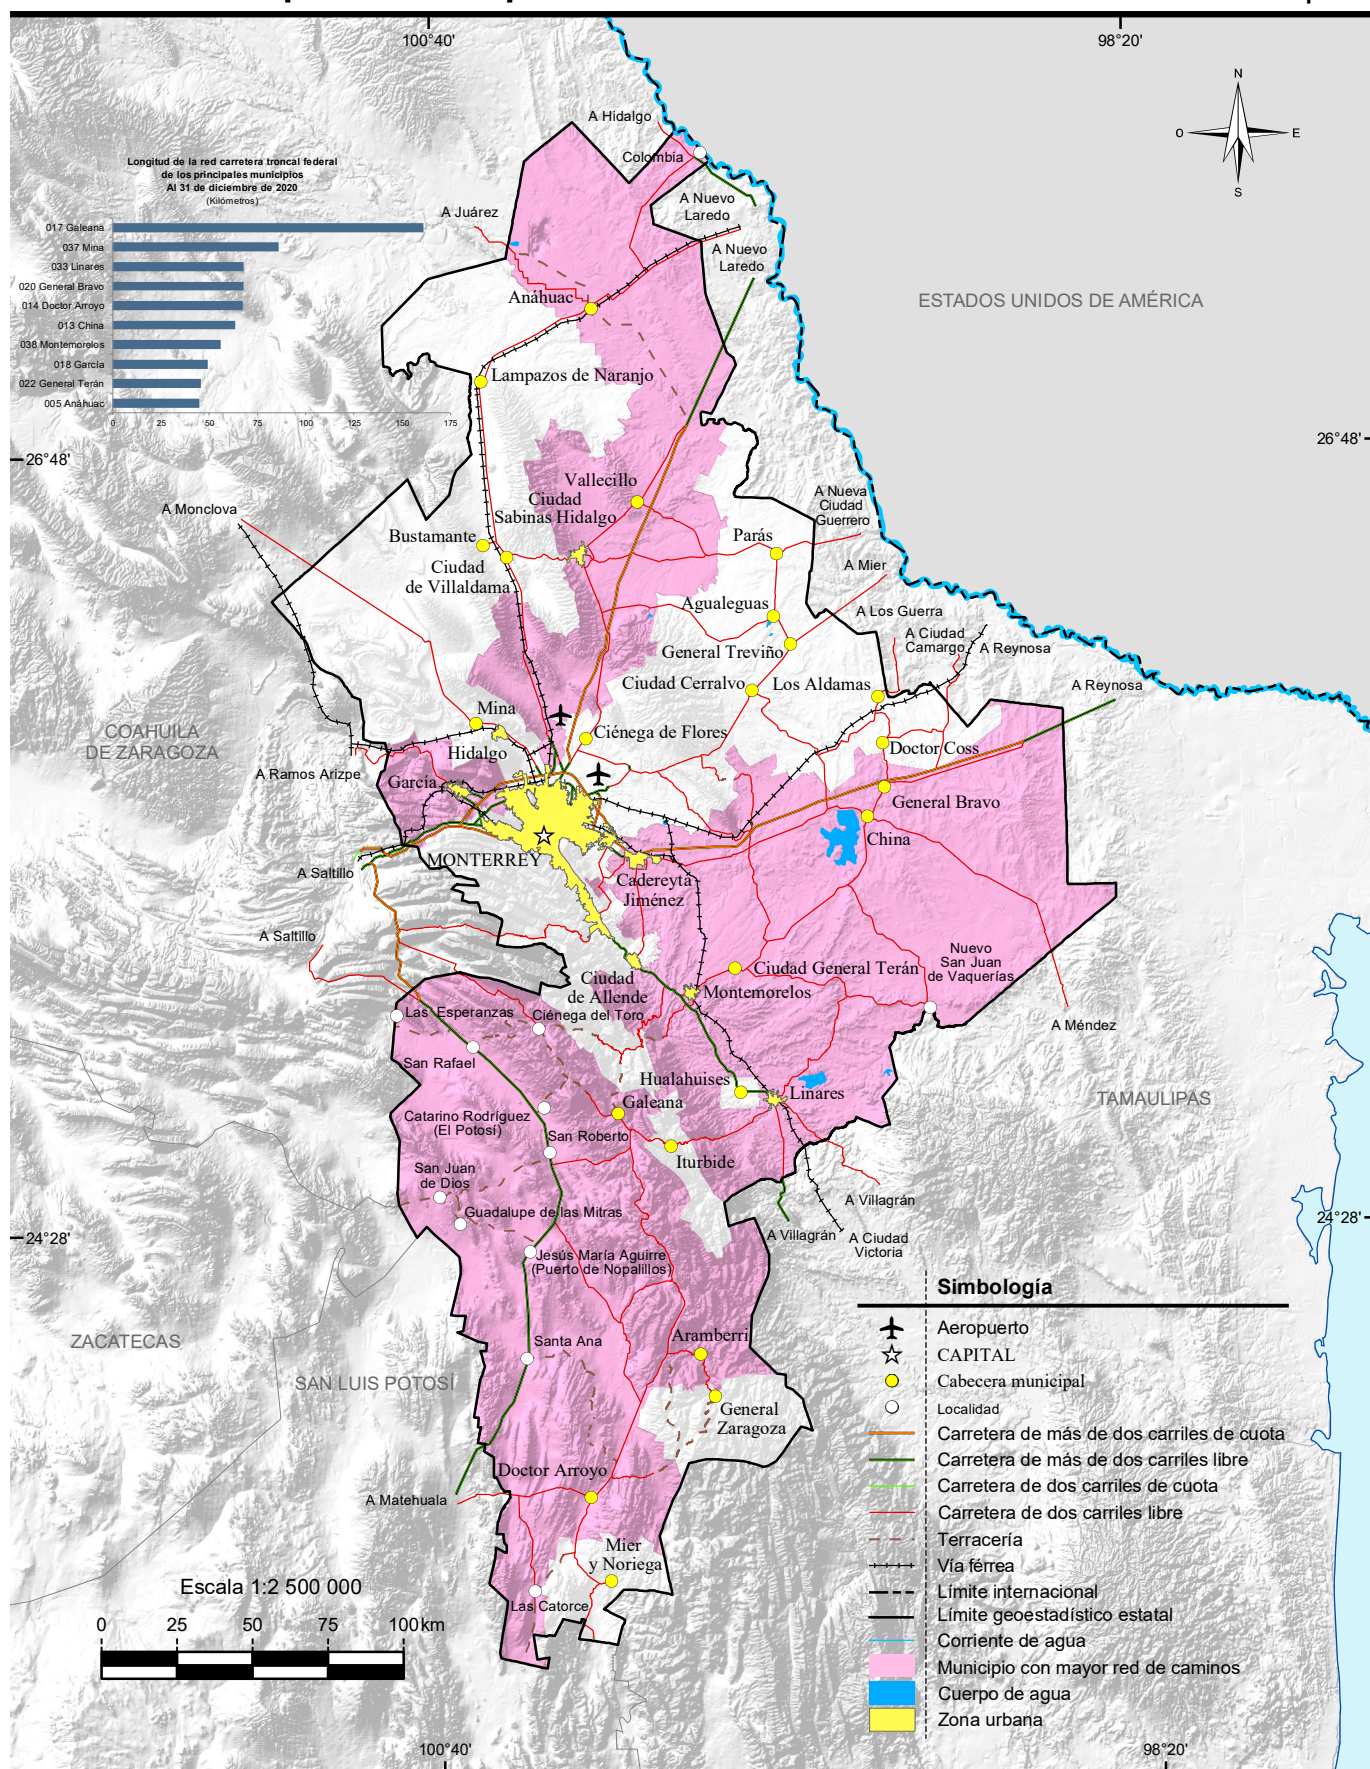 100°40'
98°20'
N
O
E
S
A Hidalgo
Colombia
Longitud de la red carretera troncal federal
de los principales municipios
Al 31 de diciembre de 2020
(Kilómetros)
017 Galeana
037 Mina
033 Linares
020 General Bravo
014 Doctor Arroyo
013 China
038 Montemorelos
018 García
022 General Terán
005 Anáhuac
0
25
50
75
100
125
150
175
A Juárez
A Nuevo
Laredo
A Nuevo
Laredo
ESTADOS UNIDOS DE AMÉRICA
Anáhuac
Lampazos de Naranjo
26°48'
26°48'
Vallecillo
Ciudad
Sabinas Hidalgo
A Nueva
Ciudad
Guerrero
A Monclova
Bustamante
Parás
Ciudad
de Villaldama
A Mier
Agualeguas
A Los Guerra
A Ciudad
Camargo
A Reynosa
General Treviño
Ciudad Cerralvo
Los Aldamas
A Reynosa
Mina
COAHUILA
DE ZARAGOZA
Ciénega de Flores
Hidalgo
Doctor Coss
A Ramos Arizpe
García
General Bravo
China
MONTERREY
A Saltillo
Cadereyta
Jiménez
A Saltillo
Nuevo
San Juan
de Vaquerías
Ciudad General Terán
Ciudad
de Allende
Montemorelos
Las Esperanzas
Ciénega del Toro
A Méndez
San Rafael
Hualahuises
Linares
TAMAULIPAS
Galeana
Catarino Rodríguez
(El Potosí)
San Roberto
Iturbide
San Juan
de Dios
A Villagrán
Guadalupe de las Mitras
24°28'
24°28'
A Villagrán
A Ciudad
Victoria
Jesús María Aguirre
(Puerto de Nopalillos)
Simbología
Aeropuerto
CAPITAL
Cabecera municipal
Localidad
Carretera de más de dos carriles de cuota
Carretera de más de dos carriles libre
Carretera de dos carriles de cuota
Carretera de dos carriles libre
Terracería
Vía férrea
Límite internacional
Límite geoestadístico estatal
Corriente de agua
Municipio con mayor red de caminos
Cuerpo de agua
Zona urbana
ZACATECAS
Santa Ana
Aramberri
SAN LUIS POTOSÍ
General
Zaragoza
Doctor Arroyo
A Matehuala
Mier
y Noriega
Las Catorce
Escala 1:2 500 000
0
25
50
75
100 km
100°40'
98°20'